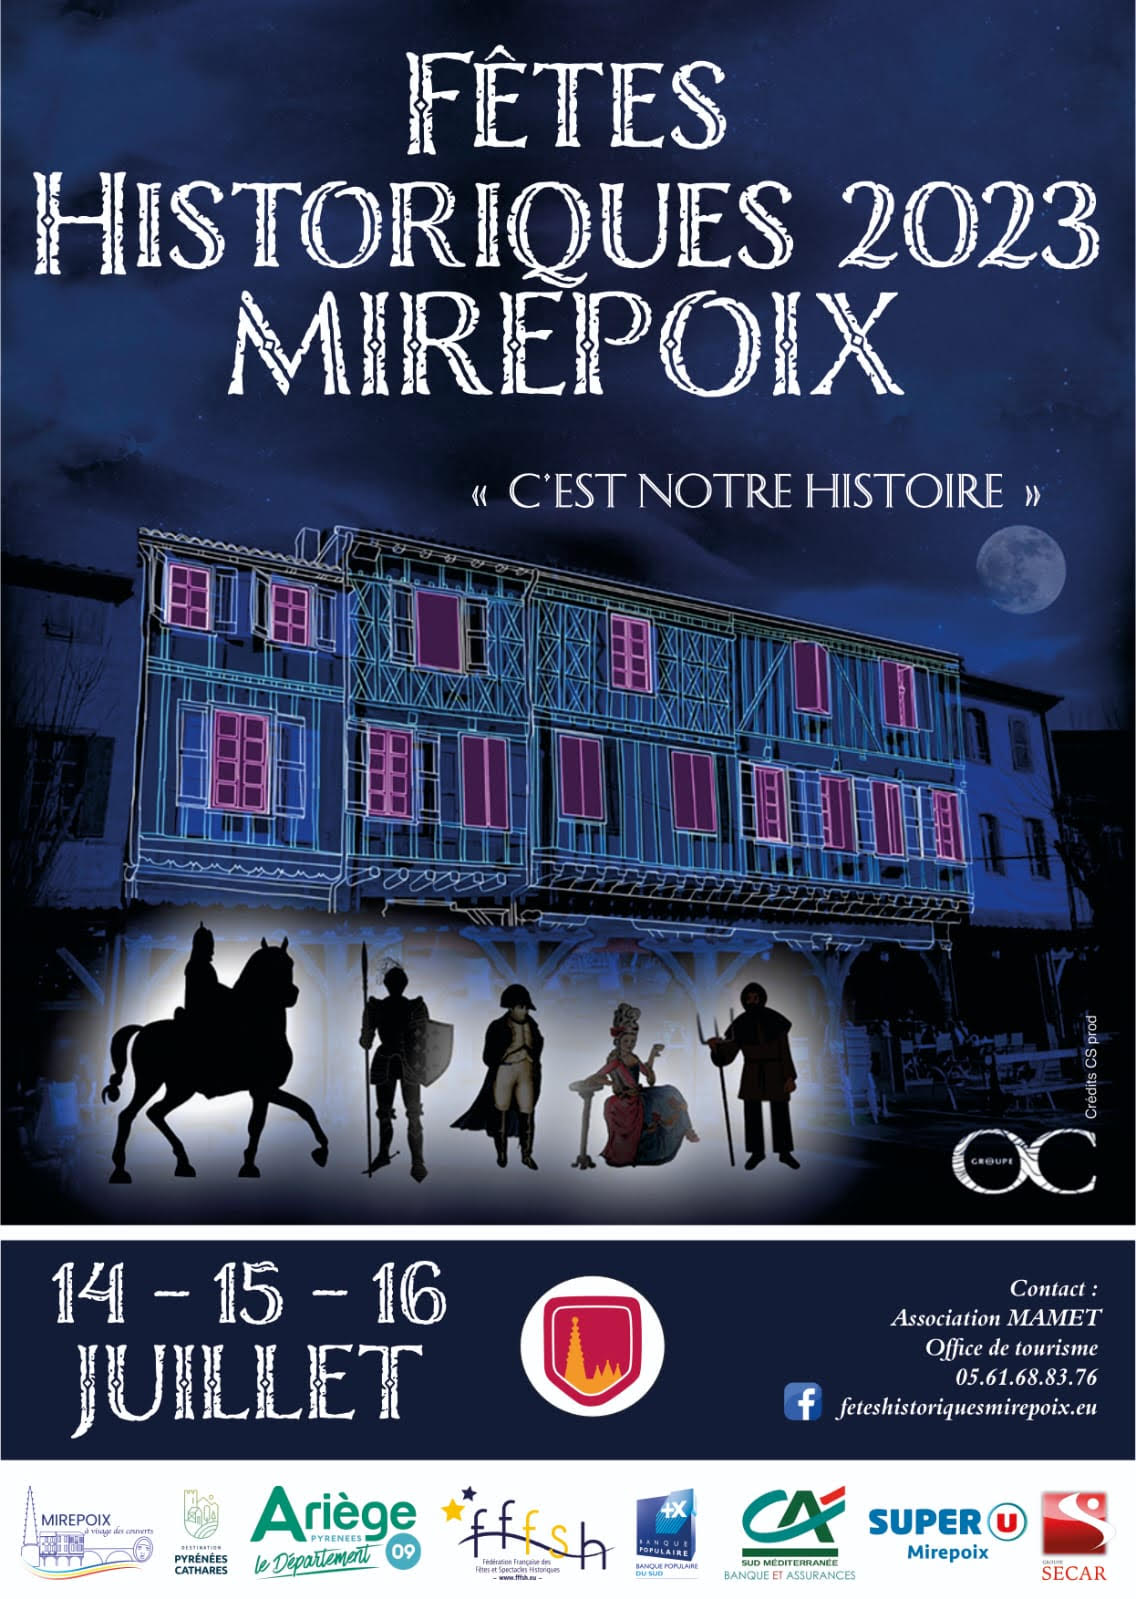 FÊTES
HISTORIQUES 2023
MIREPOIX
« C'EST NOTRE HISTOIRE »
Crédits CS prod
GROUPE
OC
14 – 15 – 16
JUILLET
Contact :
Association MAMET
Office de tourisme
05.61.68.83.76
feteshistoriquesmirepoix.eu
MIREPOIX
à visage des couverts
DESTINATION
PYRÉNÉES
CATHARES
Ariège
PYRENEES
le Département 09
fffsh
Fédération Française des
Fêtes et Spectacles Historiques
- www.fffsh.eu -
+X
BANQUE
POPULAIRE
BANQUE POPULAIRE
DU SUD
CA
SUD MÉDITERRANÉE
BANQUE ET ASSURANCES
SUPER U
Mirepoix
GROUPE
SECAR